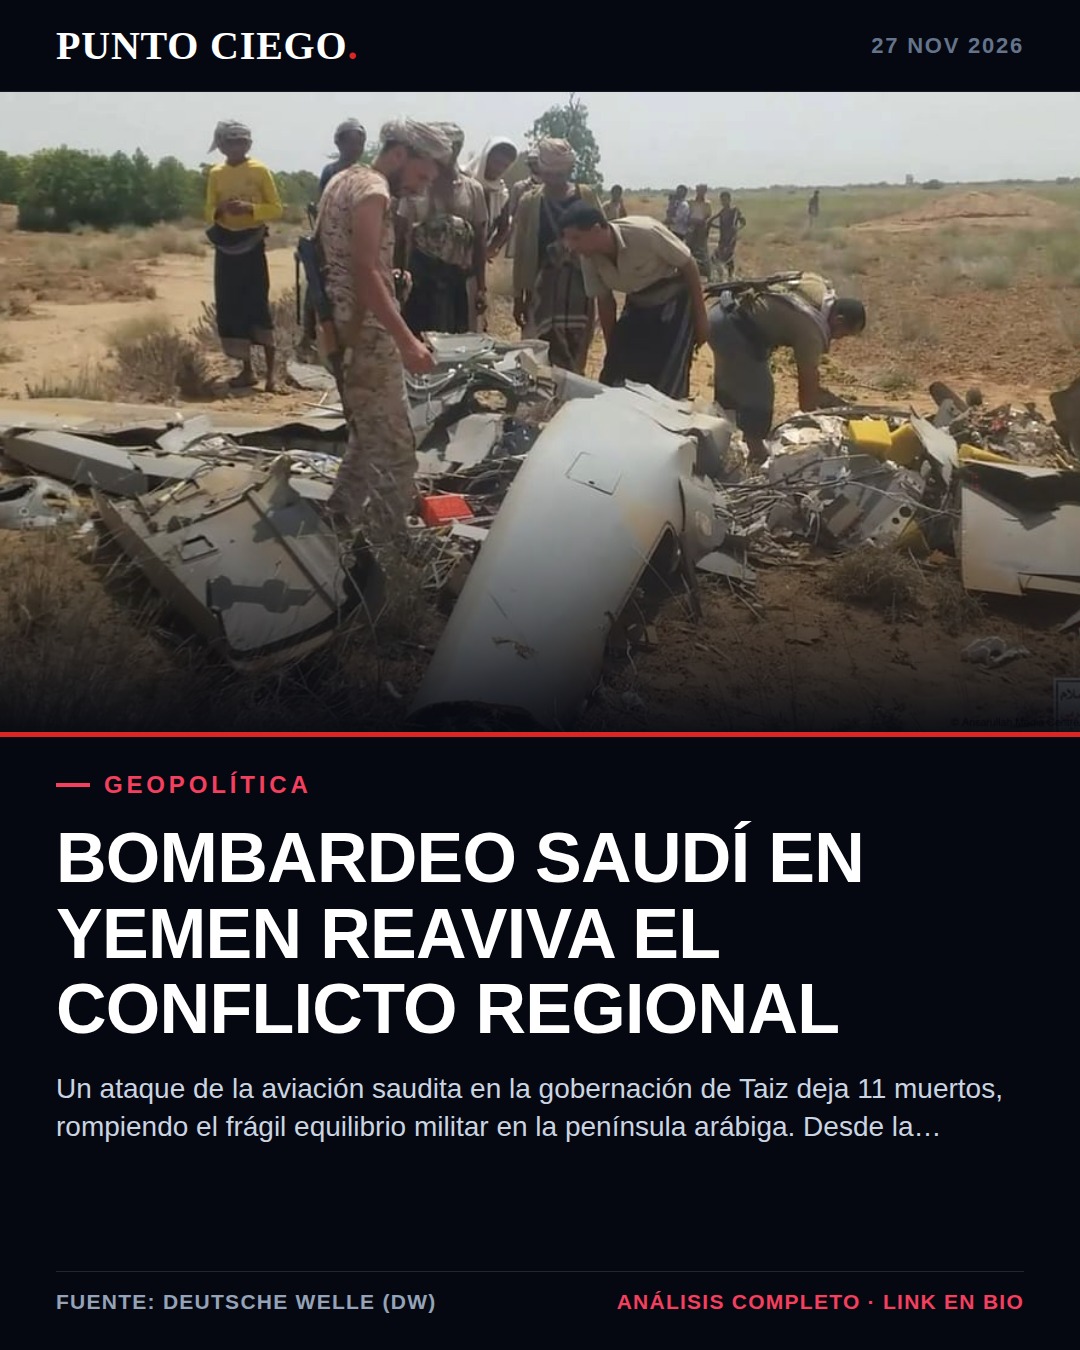 PUNTO CIEGO.
27 NOV 2026
GEOPOLÍTICA
BOMBARDEO SAUDÍ EN
YEMEN REAVIVA EL
CONFLICTO REGIONAL
Un ataque de la aviación saudita en la gobernación de Taiz deja 11 muertos,
rompiendo el frágil equilibrio militar en la península arábiga. Desde la…
FUENTE: DEUTSCHE WELLE (DW)
ANÁLISIS COMPLETO · LINK EN BIO